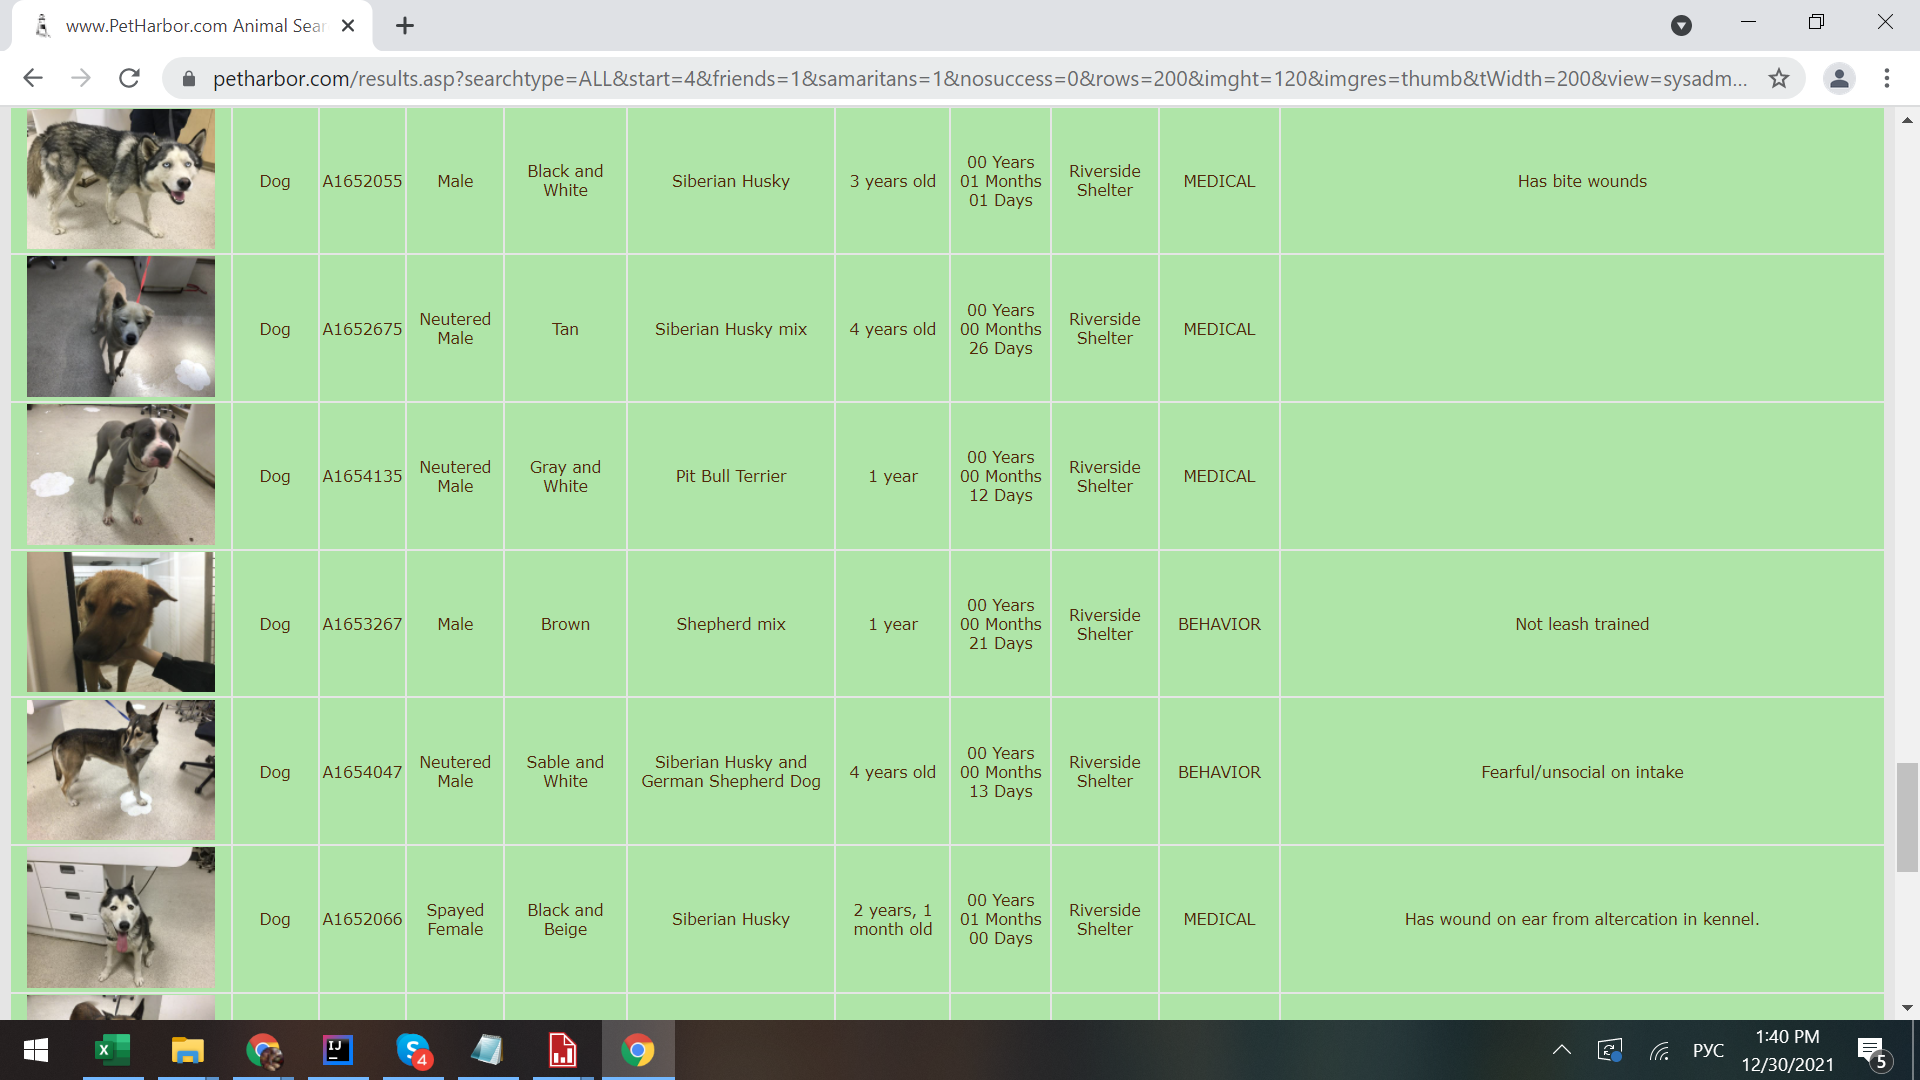 www.PetHarbor.com Animal Sear
petharbor.com/results.asp?searchtype=ALL&start=4&friends=1&samaritans=1&nosuccess=0&rows=200&imght=120&imgres=thumb&tWidth=200&view=sysadm...
Dog
A1652055
Male
Black and
White
Siberian Husky
3 years old
00 Years
01 Months
01 Days
Riverside
Shelter
MEDICAL
Has bite wounds
Dog
A1652675
Neutered
Male
Tan
Siberian Husky mix
4 years old
00 Years
00 Months
26 Days
Riverside
Shelter
MEDICAL
Dog
A1654135
Neutered
Male
Gray and
White
Pit Bull Terrier
1 year
00 Years
00 Months
12 Days
Riverside
Shelter
MEDICAL
Dog
A1653267
Male
Brown
Shepherd mix
1 year
00 Years
00 Months
21 Days
Riverside
Shelter
BEHAVIOR
Not leash trained
Dog
A1654047
Neutered
Male
Sable and
White
Siberian Husky and
German Shepherd Dog
4 years old
00 Years
00 Months
13 Days
Riverside
Shelter
BEHAVIOR
Fearful/unsocial on intake
Dog
A1652066
Spayed
Female
Black and
Beige
Siberian Husky
2 years, 1
month old
00 Years
01 Months
00 Days
Riverside
Shelter
MEDICAL
Has wound on ear from altercation in kennel.
X
IJ
S
4
РУС
1:40 PM
12/30/2021
5